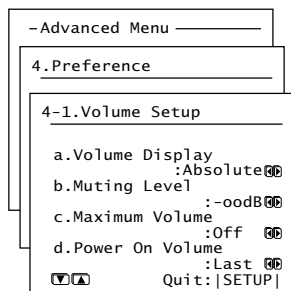 Advanced Menu
4.Preference
4-1.Volume Setup
a.Volume Display
:Absolute
b.Muting Level
:-oodB
c.Maximum Volume
:Off
d.Power On Volume
:Last
Quit:|SETUP|